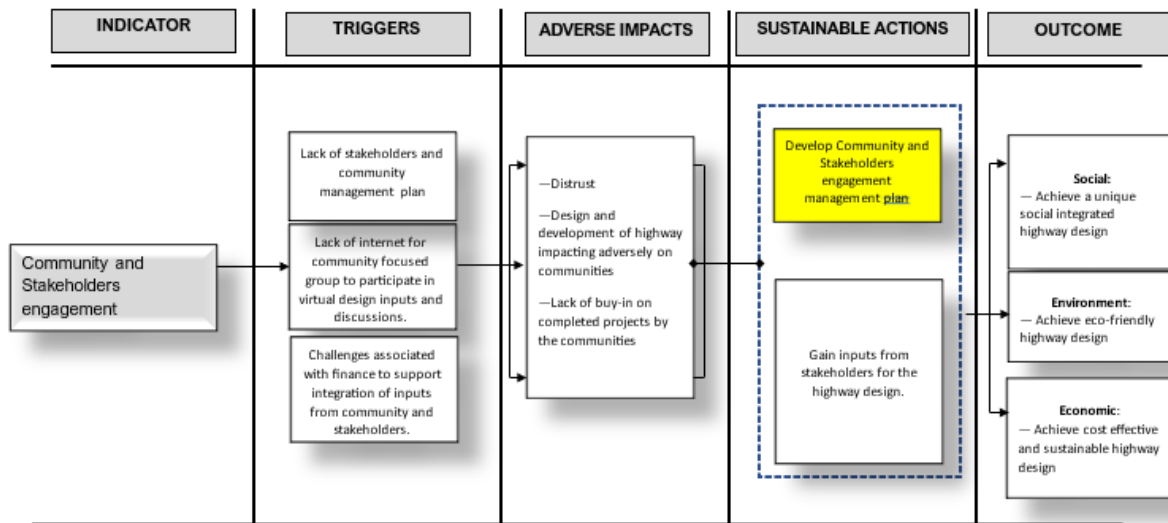 INDICATOR
TRIGGERS
ADVERSE IMPACTS
SUSTAINABLE ACTIONS
OUTCOME
Community and
Stakeholders
engagement
Lack of stakeholders and
community
management plan
Lack of internet for
community focused
group to participate in
virtual design inputs and
discussions.
Challenges associated
with finance to support
integration of inputs
from community and
stakeholders.
—Distrust
—Design and
development of highway
impacting adversely on
communities
—Lack of buy-in on
completed projects by
the communities
Develop Community and
Stakeholders
engagement
management plan
Gain inputs from
stakeholders for the
highway design.
Social:
— Achieve a unique
social integrated
highway design
Environment:
— Achieve eco-friendly
highway design
Economic:
— Achieve cost effective
and sustainable highway
design